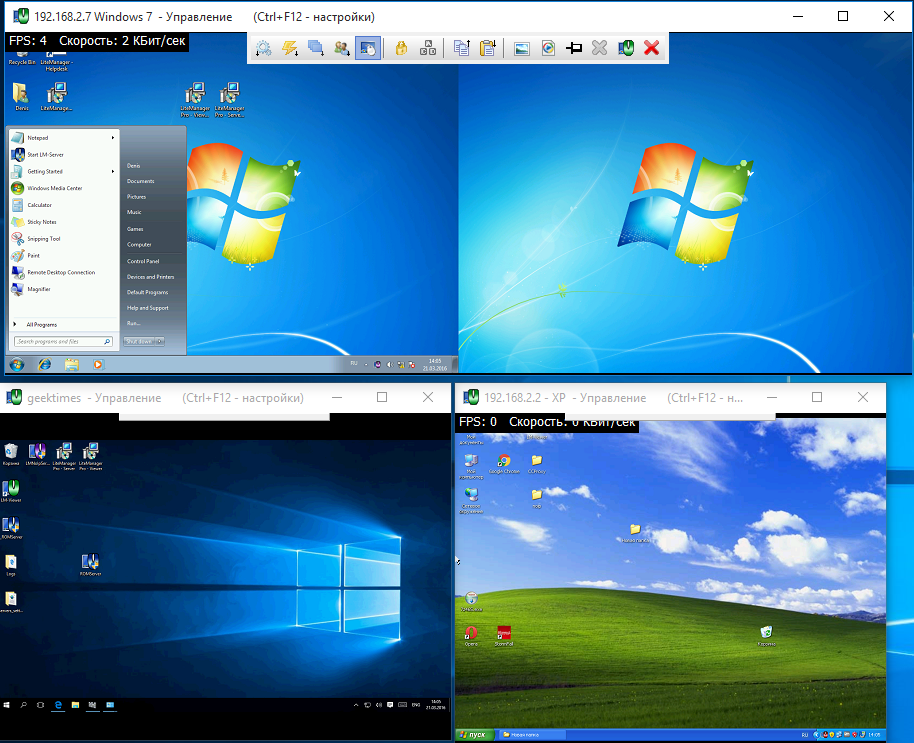 192.168.2.7 Windows 7 - Управление (Ctrl+F12 - настройки)
FPS: 4 Скорость: 2 КБит/сек
Recycle Bin
LiteManager - Helpdesk
Denis
LiteManage...
LiteManager Pro - View...
LiteManager Pro - Serve...
Notepad
Start LM-Server
Getting Started
Windows Media Center
Calculator
Sticky Notes
Snipping Tool
Paint
Remote Desktop Connection
Magnifier
All Programs
Search programs and files
Denis
Documents
Pictures
Music
Games
Computer
Control Panel
Devices and Printers
Default Programs
Help and Support
Run...
Shut down
RU
14:05
21.03.2016
geektimes - Управление (Ctrl+F12 - настройки)
Корзина
LiteManager Pro - Server
LiteManager Pro - Viewer
LM-Viewer
ROMServer
Logs
ROMServer
ENG
14:05
21.03.2016
192.168.2.2 - XP - Управление (Ctrl+F12 - н...
FPS: 0 Скорость: 0 КБит/сек
Мои документы
Мой компьютер
Google Chrome
CCProxy
Сетевое окружение
Новая папка
Opera
Корзина
пуск
Новая папка
RU
14:05